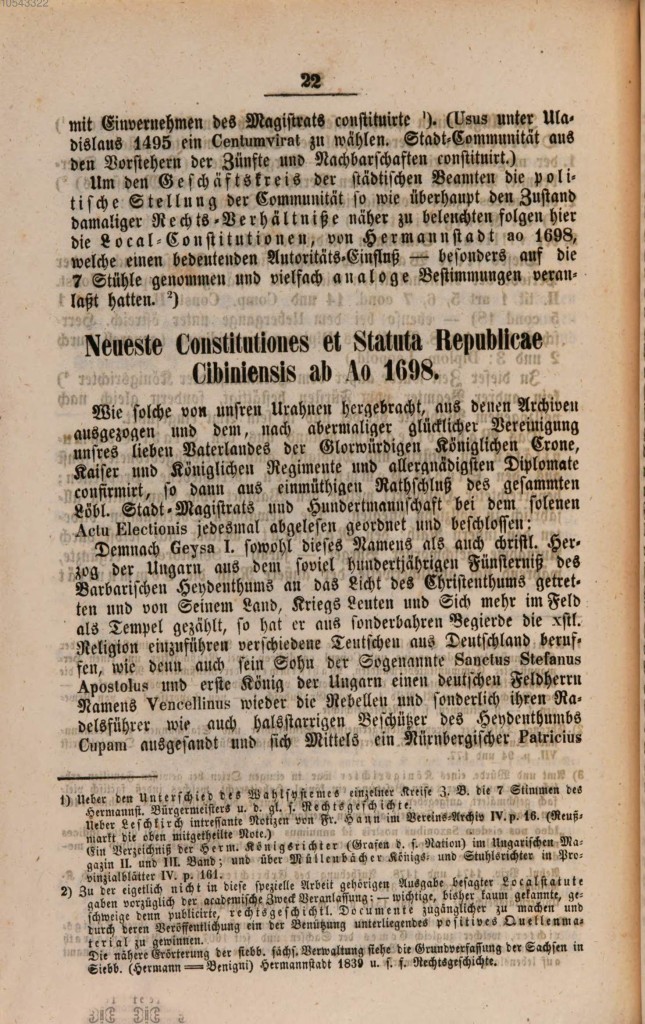 10543322
22
mit Einvernehmen des Magistrats constituirte ¹). (Usus unter Ula-
dislaus 1495 ein Centumvirat zu wählen. Stadt-Communität aus
den Vorstehern der Zünfte und Nachbarschaften constituirt.)
Um den Geschäftskreis der städtischen Beamten die poli-
tische Stellung der Communität so wie überhaupt den Zustand
damaliger Rechts-Verhältniße näher zu beleuchten folgen hier
die Local-Constitutionen, von Hermannstadt ao 1698,
welche einen bedeutenden Autoritäts-Einfluß — besonders auf die
7 Stühle genommen und vielfach analoge Bestimmungen veran-
laßt hatten. ²)
Neueste Constitutiones et Statuta Republicae
Cibiniensis ab Ao 1698.
Wie solche von unsren Urahnen hergebracht, aus denen Archiven
ausgezogen und dem, nach abermaliger glücklicher Vereinigung
unsres lieben Vaterlandes der Glorwürdigen Königlichen Crone,
Kaiser und Königlichen Regimente und allergnädigsten Diplomate
confirmirt, so dann aus einmüthigen Rathschluß des gesammten
Löbl. Stadt-Magistrats und Hundertmannschaft bei dem solenen
Actu Electionis jedesmal abgelesen geordnet und beschlossen:
Demnach Geysa I. sowohl dieses Namens als auch christl. Her-
zog der Ungarn aus dem soviel hundertjährigen Fünsterniß des
Barbarischen Heydenthums an das Licht des Christenthums getret-
ten und von Seinem Land, Kriegs Leuten und Sich mehr im Feld
als Tempel gezählt, so hat er aus sonderbahren Begierde die xstl.
Religion einzuführen verschiedene Teutschen aus Deutschland beruf-
fen, wie denn auch sein Sohn der Sogenannte Sanctus Stefanus
Apostolus und erste König der Ungarn einen deutschen Feldherrn
Namens Vencellinus wieder die Rebellen und sonderlich ihren Ra-
delsführer wie auch halsstarrigen Beschützer des Heydenthumbs
Cupam ausgesandt und sich Mittels ein Nürnbergischer Patricius
1) Ueber den Unterschied des Wahlsystemes einzelner Kreise Z. B. die 7 Stimmen des
Hermannst. Bürgermeisters u. d. gl. s. Rechtsgeschichte.
Ueber Leschkirch intressante Notizen von Fr. Hann im Vereins-Archiv IV. p. 16. (Reuß-
markt die oben mitgetheilte Note.)
Ein Verzeichniß der Herm. Königsrichter (Grafen d. s. Nation) im Ungarischen Ma-
gazin II. und III. Band; und über Müllenbächer Königs- und Stuhlsrichter in Pro-
vinzialblätter IV. p. 161.
2) Zu der eigetlich nicht in diese spezielle Arbeit gehörigen Ausgabe besagter Localstatute
gaben vorzüglich der academische Zweck Veranlassung; — wichtige, bisher kaum gekannte, ge-
schweige denn publicirte, rechtsgeschichtl. Documente zugänglicher zu machen und
durch deren Veröffentlichung ein der Benützung unterliegendes positives Quellenma-
terial zu gewinnen.
Die nähere Erörterung der siebb. sächs. Verwaltung siehe die Grundverfassung der Sachsen in
Siebb. (Hermann = Benigni) Hermannstadt 1839 u. s. f. Rechtsgeschichte.